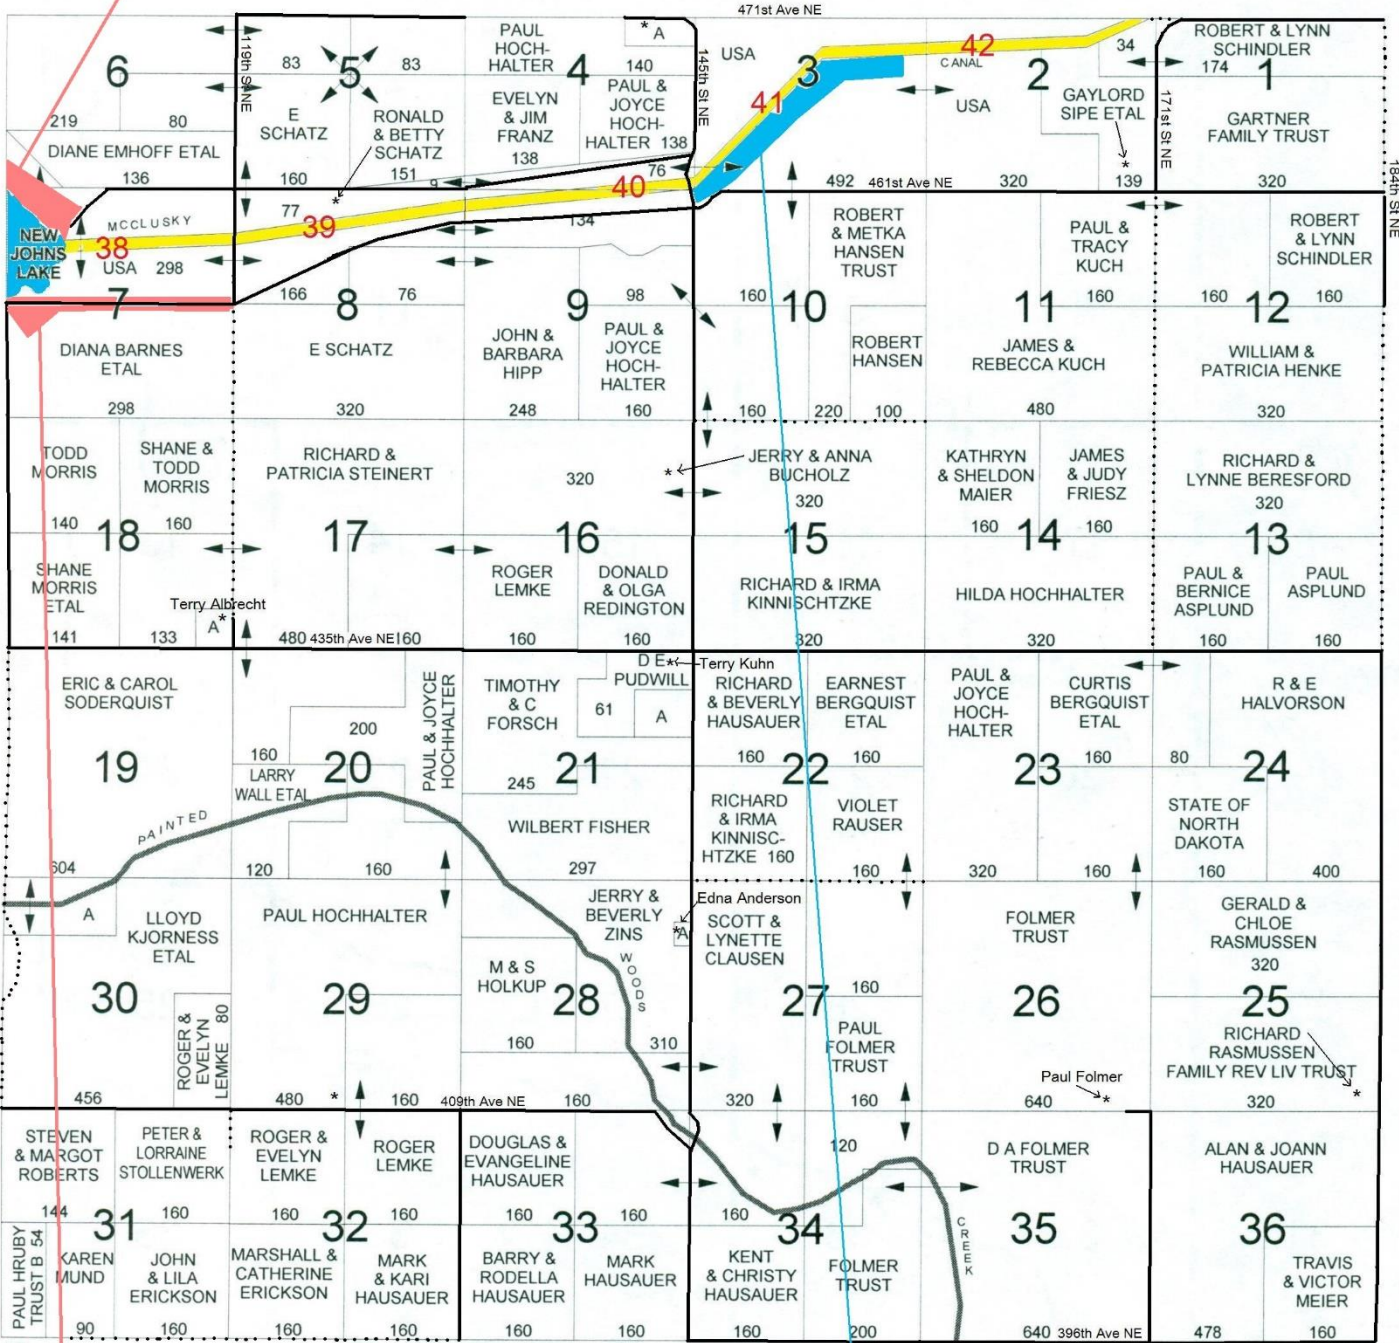 471st Ave NE
6
119th St NE
83
5
83
PAUL
HOCH-
HALTER
4
* A
140
145th St NE
USA
3
42
CANAL
34
2
ROBERT & LYNN
SCHINDLER
174
1
219
80
DIANE EMHOFF ETAL
136
E
SCHATZ
160
RONALD
& BETTY
SCHATZ
151
9
EVELYN
& JIM
FRANZ
138
PAUL &
JOYCE
HOCH-
HALTER
138
76
41
492
461st Ave NE
USA
320
GAYLORD
SIPE ETAL
*
139
171st St NE
GARTNER
FAMILY TRUST
320
184th St NE
NEW
JOHNS
LAKE
MCCLUSKY
38
USA
298
7
77
*
39
40
134
166
8
76
9
98
ROBERT
& METKA
HANSEN
TRUST
160
10
PAUL &
TRACY
KUCH
11
160
ROBERT
& LYNN
SCHINDLER
160
12
160
DIANA BARNES
ETAL
298
E SCHATZ
320
JOHN &
BARBARA
HIPP
248
PAUL &
JOYCE
HOCH-
HALTER
160
ROBERT
HANSEN
160
220
100
JAMES &
REBECCA KUCH
480
WILLIAM &
PATRICIA HENKE
320
TODD
MORRIS
140
SHANE &
TODD
MORRIS
160
18
RICHARD &
PATRICIA STEINERT
17
320
*
16
JERRY & ANNA
BUCHOLZ
320
15
KATHRYN
& SHELDON
MAIER
160
JAMES
& JUDY
FRIESZ
160
14
RICHARD &
LYNNE BERESFORD
320
13
SHANE
MORRIS
ETAL
141
Terry Albrecht
A *
133
480
435th Ave NE
160
ROGER
LEMKE
160
DONALD
& OLGA
REDINGTON
160
RICHARD & IRMA
KINNISCHTZKE
320
HILDA HOCHHALTER
320
PAUL &
BERNICE
ASPLUND
160
PAUL
ASPLUND
160
ERIC & CAROL
SODERQUIST
19
604
200
160
20
LARRY
WALL ETAL
PAUL & JOYCE
HOCHHALTER
120
160
TIMOTHY
& C
FORSCH
245
D E *
PUDWILL
Terry Kuhn
61
A
21
WILBERT FISHER
297
RICHARD
& BEVERLY
HAUSAUER
160
EARNEST
BERGQUIST
ETAL
160
22
RICHARD
& IRMA
KINNISC-
HTZKE 160
VIOLET
RAUSER
160
PAUL &
JOYCE
HOCH-
HALTER
CURTIS
BERGQUIST
ETAL
160
23
320
160
R & E
HALVORSON
80
24
STATE OF
NORTH
DAKOTA
160
400
PAINTED
A
LLOYD
KJORNESS
ETAL
30
ROGER &
EVELYN
LEMKE 80
456
PAUL HOCHHALTER
29
480
*
160
409th Ave NE
JERRY &
BEVERLY
ZINS
* A
Edna Anderson
WOODS
M & S
HOLKUP
28
160
310
160
SCOTT &
LYNETTE
CLAUSEN
27
160
PAUL
FOLMER
TRUST
320
160
FOLMER
TRUST
26
Paul Folmer
*
640
GERALD &
CHLOE
RASMUSSEN
320
25
RICHARD
RASMUSSEN
FAMILY REV LIV TRUST
320
*
STEVEN
& MARGOT
ROBERTS
144
PETER &
LORRAINE
STOLLENWERK
160
31
PAUL HRUBY
TRUST B 54
KAREN
MUND
90
JOHN
& LILA
ERICKSON
160
ROGER &
EVELYN
LEMKE
160
ROGER
LEMKE
160
32
MARSHALL &
CATHERINE
ERICKSON
160
MARK
& KARI
HAUSAUER
160
DOUGLAS &
EVANGELINE
HAUSAUER
160
33
160
BARRY &
RODELLA
HAUSAUER
160
MARK
HAUSAUER
160
120
160
34
KENT
& CHRISTY
HAUSAUER
160
FOLMER
TRUST
200
CREEK
D A FOLMER
TRUST
35
640
396th Ave NE
ALAN & JOANN
HAUSAUER
36
TRAVIS
& VICTOR
MEIER
478
160